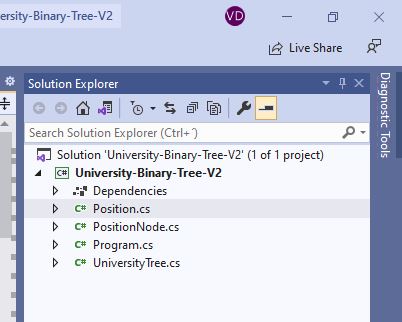 ersity-Binary-Tree-V2
VD
Live Share
Solution Explorer
Search Solution Explorer (Ctrl+´)
Solution 'University-Binary-Tree-V2' (1 of 1 project)
C# University-Binary-Tree-V2
Dependencies
C# Position.cs
C# PositionNode.cs
C# Program.cs
C# UniversityTree.cs
Diagnostic Tools